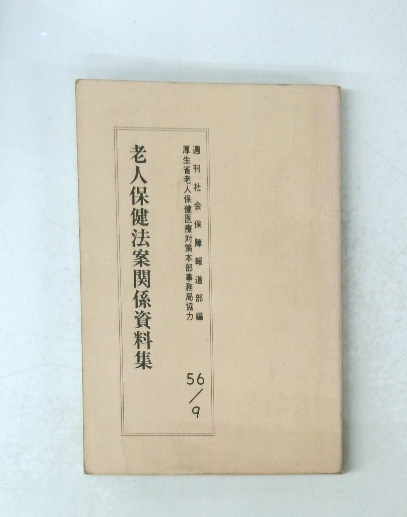 週刊社会保障報道部編
厚生省老人保健医療対策本部事務局協力
老人保健法案関係資料集
56/9